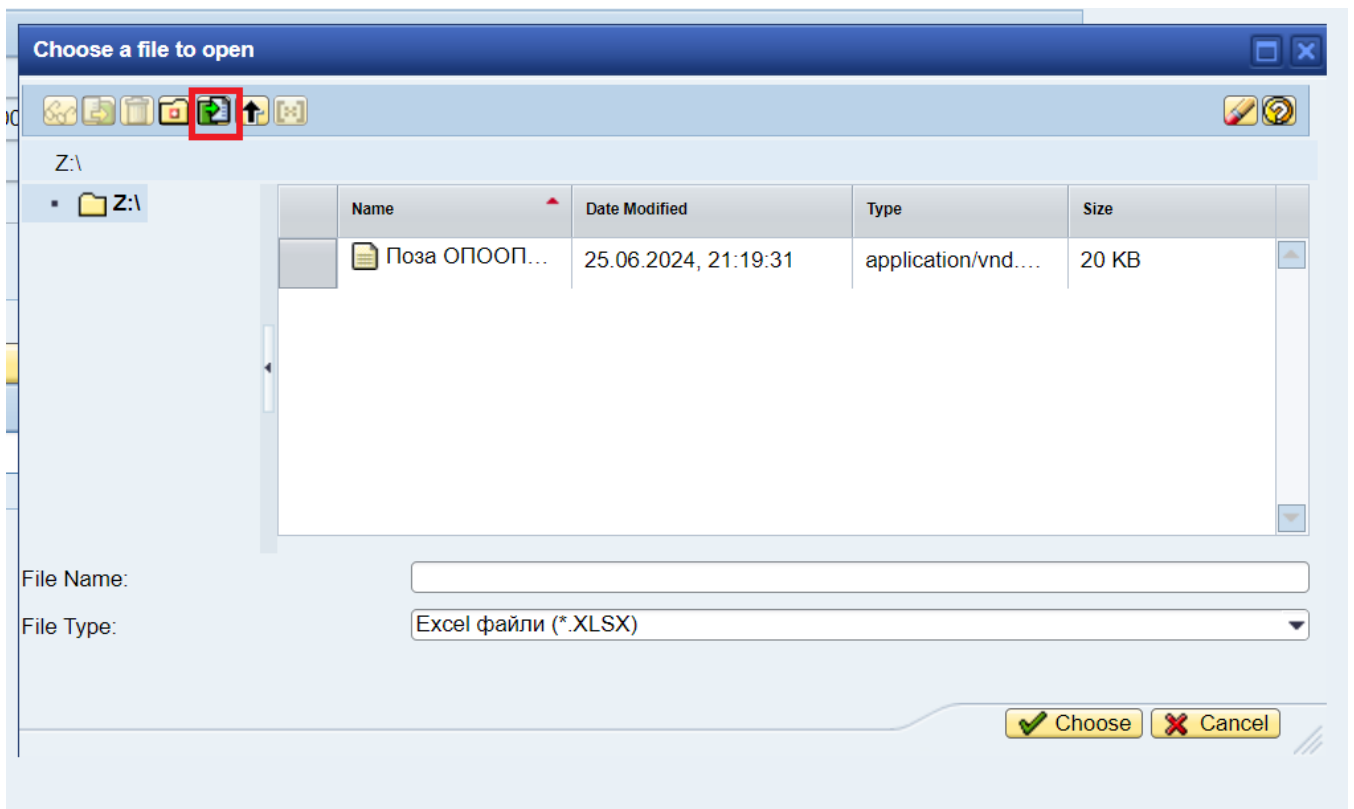 Choose a file to open
Z:\
Z:\
Name Date Modified Type Size
Поза ОПООП... 25.06.2024, 21:19:31 application/vnd.... 20 KB
File Name:
File Type: Excel файли (*.XLSX)
Choose Cancel